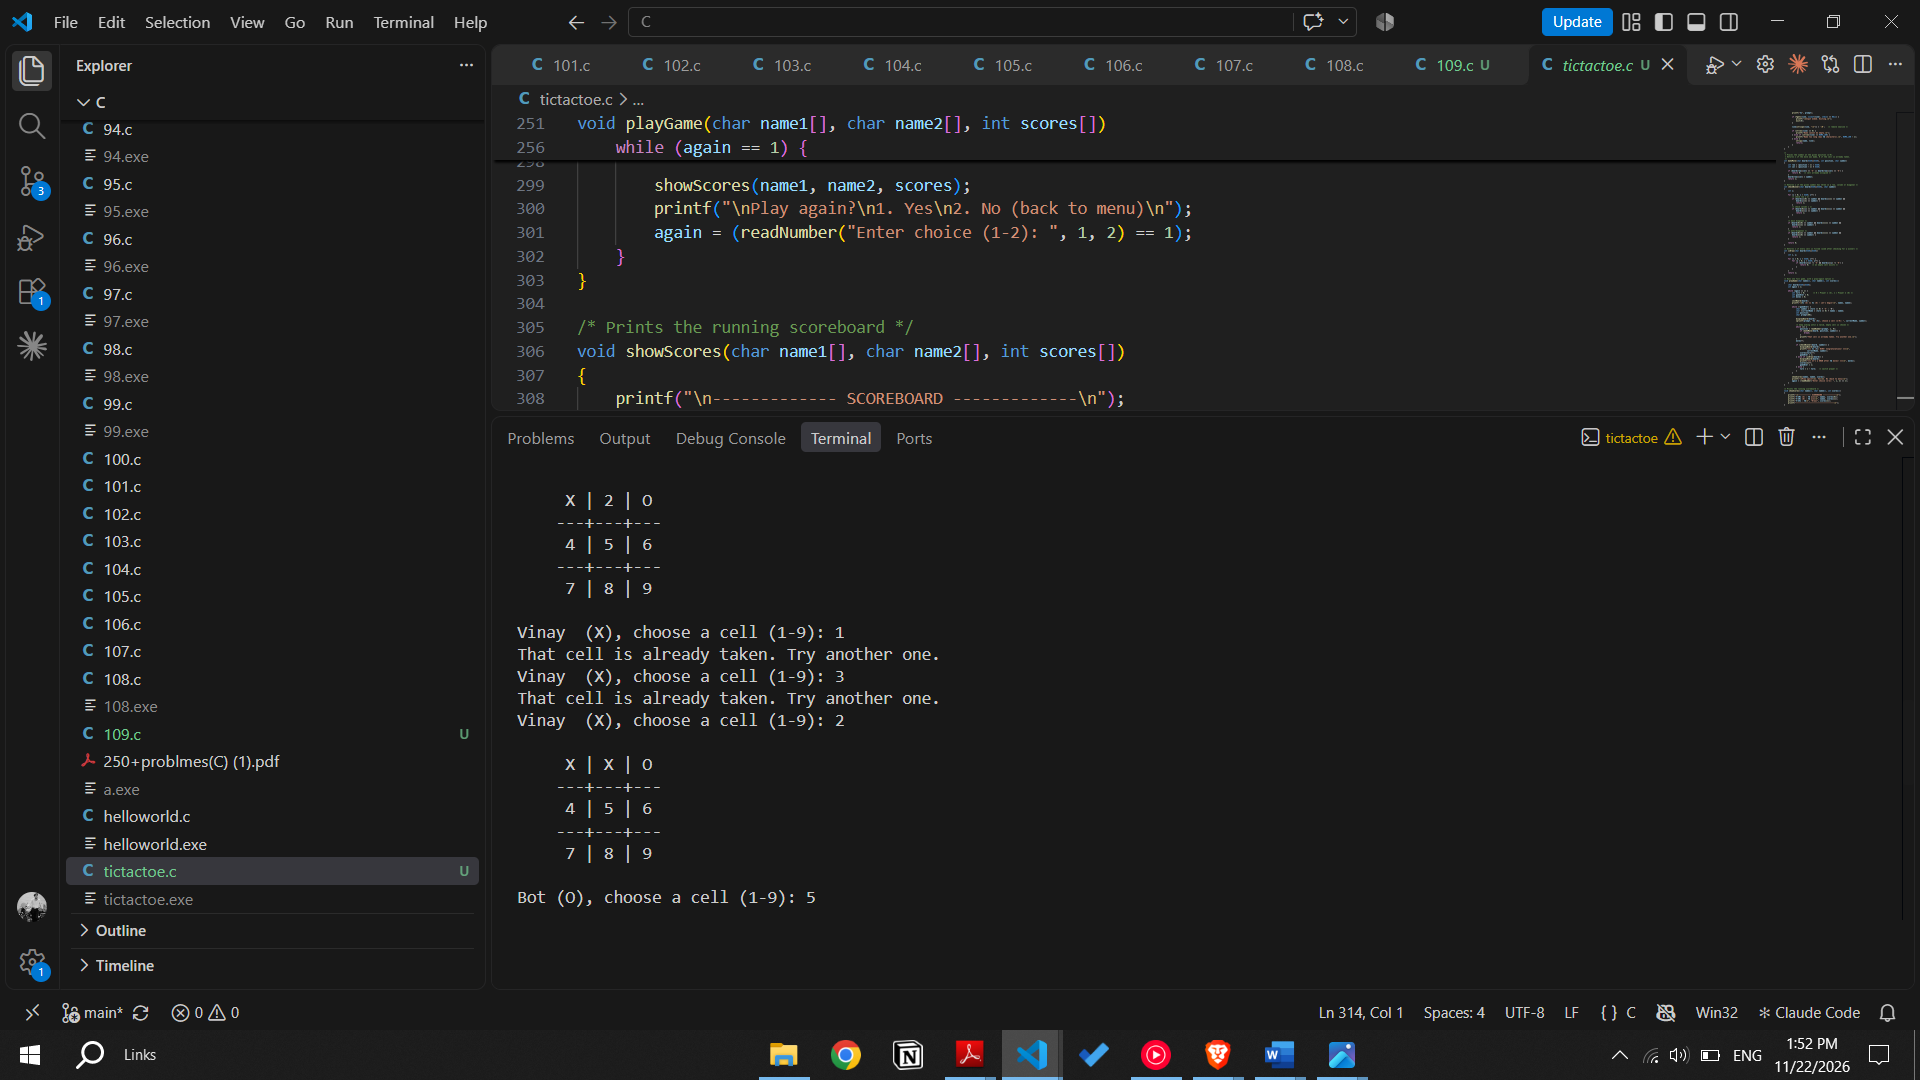 File Edit Selection View Go Run Terminal Help
C
Update
Explorer
C
94.c
94.exe
95.c
95.exe
96.c
96.exe
97.c
97.exe
98.c
98.exe
99.c
99.exe
100.c
101.c
102.c
103.c
104.c
105.c
106.c
107.c
108.c
108.exe
109.c U
250+problmes(C) (1).pdf
a.exe
helloworld.c
helloworld.exe
tictactoe.c U
tictactoe.exe
Outline
Timeline
3
1
1
C 101.c C 102.c C 103.c C 104.c C 105.c C 106.c C 107.c C 108.c C 109.c U C tictactoe.c U
C tictactoe.c > ...
251 void playGame(char name1[], char name2[], int scores[])
256 while (again == 1) {
298
299 showScores(name1, name2, scores);
300 printf("\nPlay again?\n1. Yes\n2. No (back to menu)\n");
301 again = (readNumber("Enter choice (1-2): ", 1, 2) == 1);
302 }
303 }
304
305 /* Prints the running scoreboard */
306 void showScores(char name1[], char name2[], int scores[])
307 {
308 printf("\n------------- SCOREBOARD -------------\n");
Problems Output Debug Console Terminal Ports
tictactoe
X | 2 | O
---+---+---
4 | 5 | 6
---+---+---
7 | 8 | 9
Vinay  (X), choose a cell (1-9): 1
That cell is already taken. Try another one.
Vinay  (X), choose a cell (1-9): 3
That cell is already taken. Try another one.
Vinay  (X), choose a cell (1-9): 2
X | X | O
---+---+---
4 | 5 | 6
---+---+---
7 | 8 | 9
Bot (O), choose a cell (1-9): 5
main* 0 0
Ln 314, Col 1 Spaces: 4 UTF-8 LF {} C Win32 Claude Code
Links
ENG
1:52 PM
11/22/2026